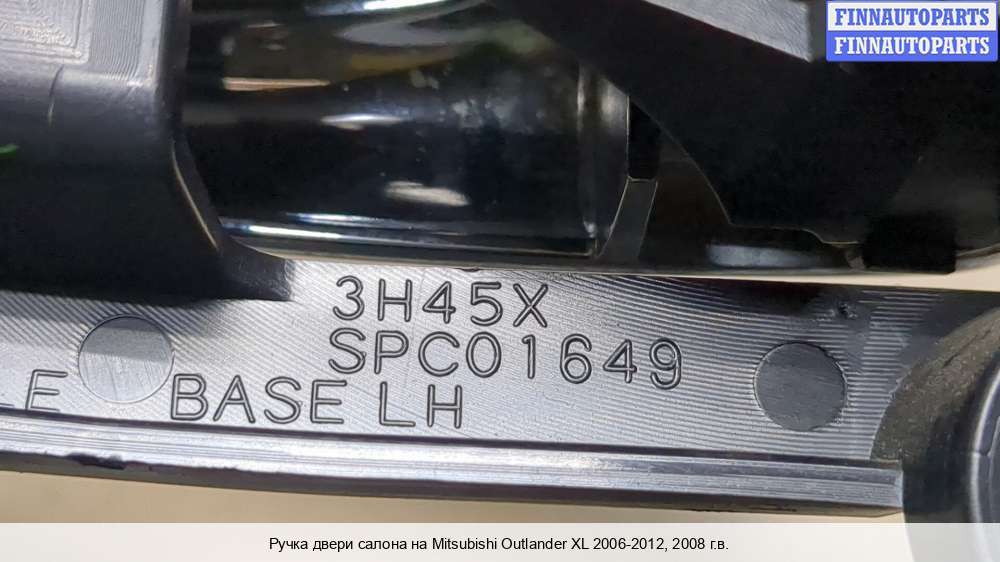 FINNAUTOPARTS
FINNAUTOPARTS
3H45X
SPC01649
E BASE LH
Ручка двери салона на Mitsubishi Outlander XL 2006-2012, 2008 г.в.